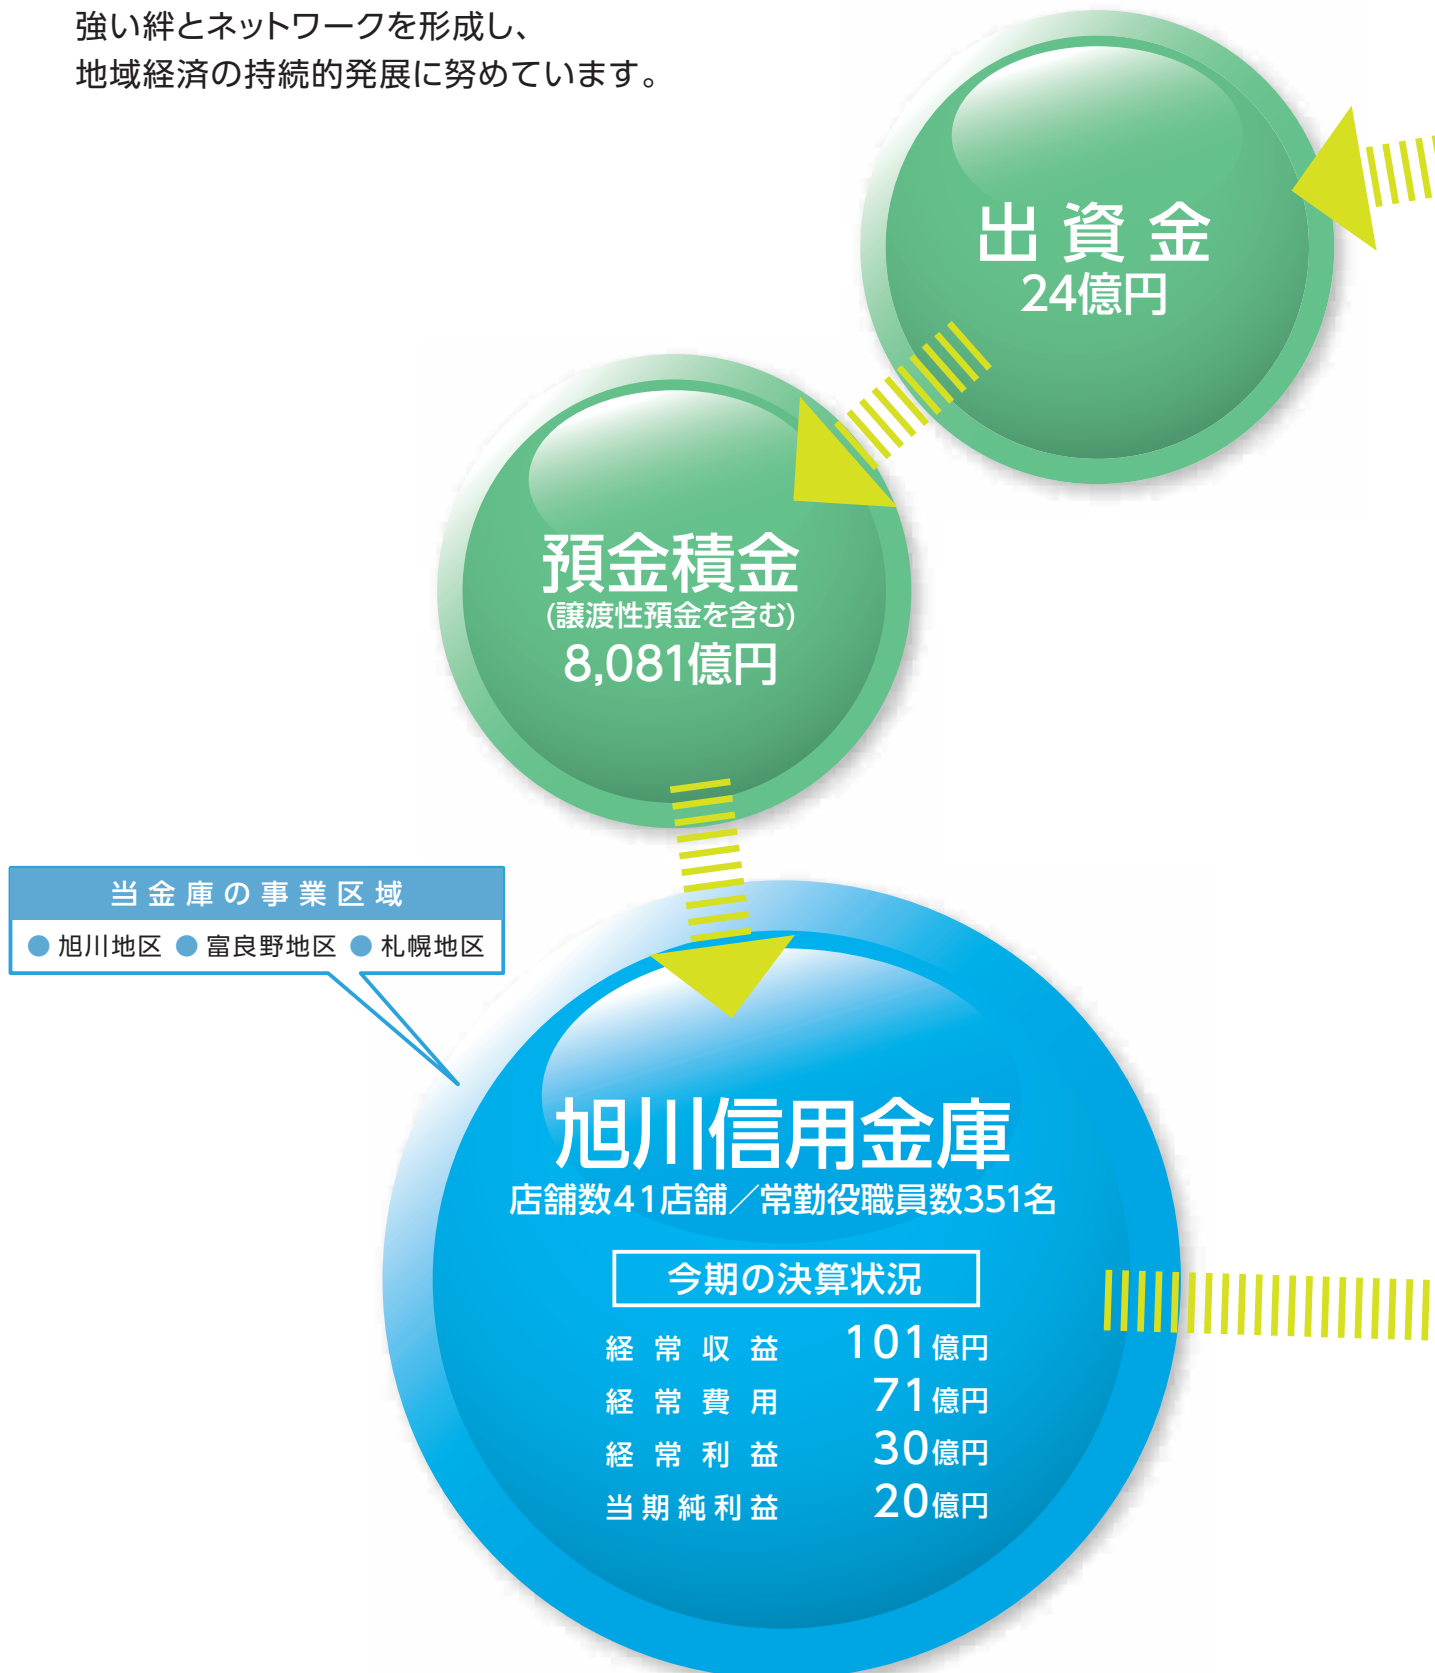 強い絆とネットワークを形成し、
地域経済の持続的発展に努めています。
出資金
24億円
預金積金
(譲渡性預金を含む)
8,081億円
当金庫の事業区域
● 旭川地区 ● 富良野地区 ● 札幌地区
旭川信用金庫
店舗数41店舗／常勤役職員数351名
今期の決算状況
経常収益 101億円
経常費用 71億円
経常利益 30億円
当期純利益 20億円